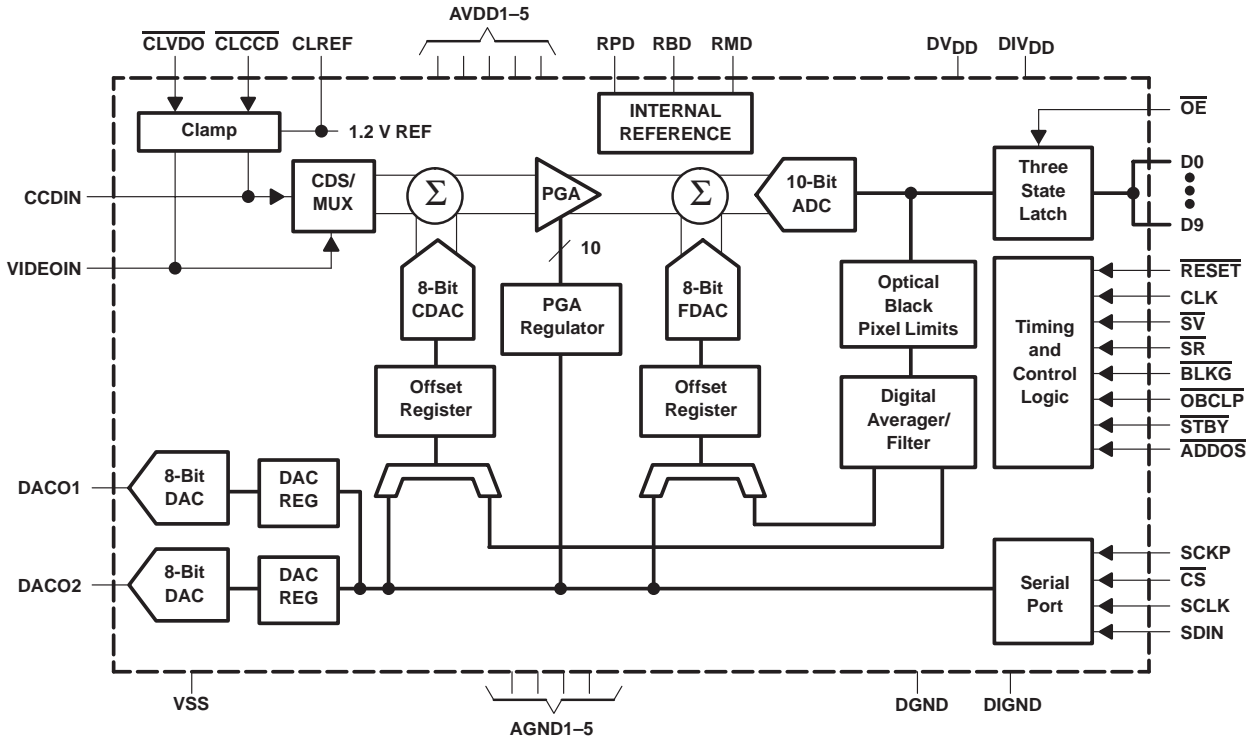 AVDD1–5
CLVDO CLCCD CLREF
RPD RBD RMD
DVDD DIVDD
Clamp
1.2 V REF
INTERNAL
REFERENCE
OE
CCDIN
CDS/
MUX
Σ
PGA
Σ
10-Bit
ADC
Three
State
Latch
D0
D9
VIDEOIN
10
8-Bit
CDAC
PGA
Regulator
8-Bit
FDAC
Optical
Black
Pixel Limits
Timing
and
Control
Logic
RESET
CLK
SV
SR
BLKG
OBCLP
STBY
ADDOS
Offset
Register
Offset
Register
Digital
Averager/
Filter
DACO1
8-Bit
DAC
DAC
REG
DACO2
8-Bit
DAC
DAC
REG
Serial
Port
SCKP
CS
SCLK
SDIN
VSS
AGND1–5
DGND
DIGND